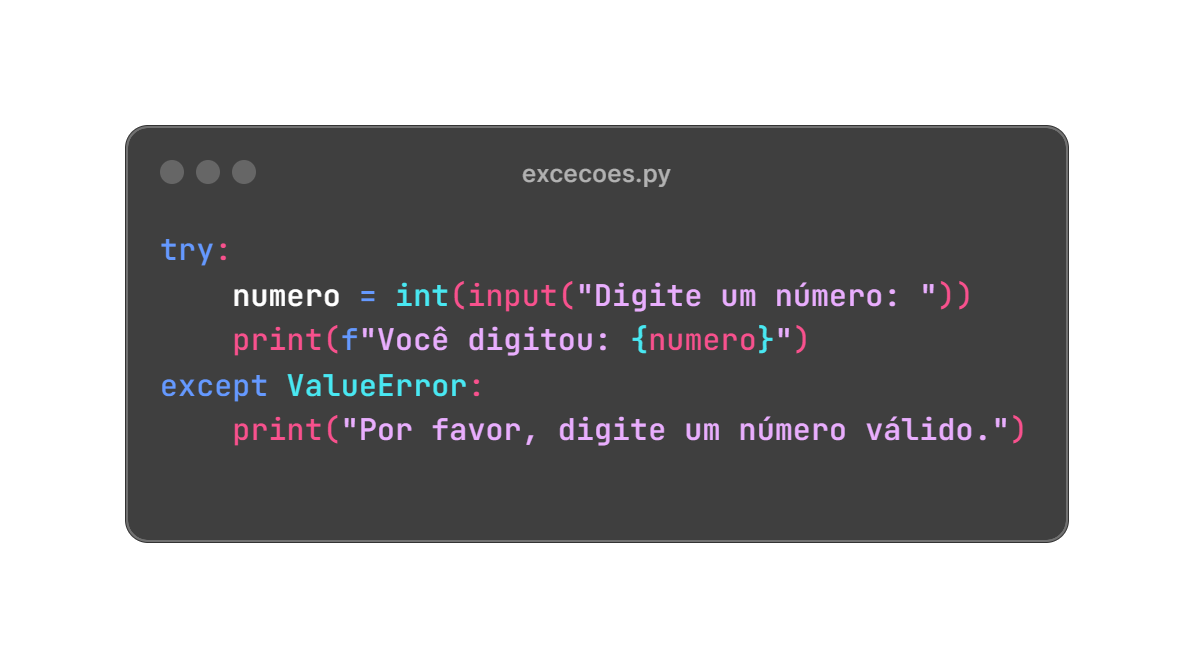 excecoes.py
try:
    numero = int(input("Digite um número: "))
    print(f"Você digitou: {numero}")
except ValueError:
    print("Por favor, digite um número válido.")